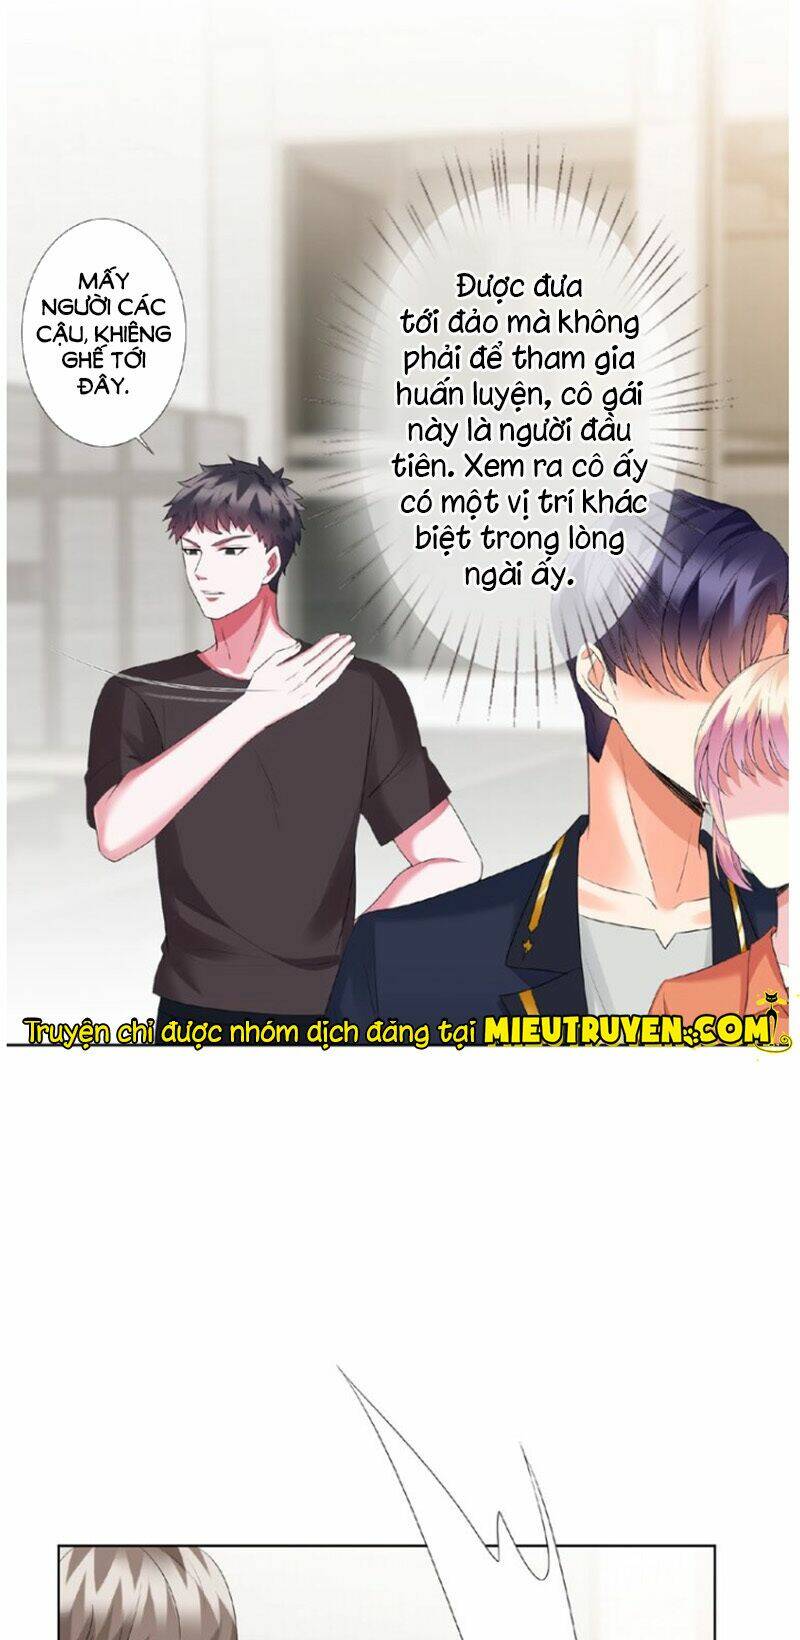 MẤY
NGƯỜI CÁC
CẬU, KHIÊNG
GHẾ TỚI
ĐÂY.
Được đưa
tới đảo mà không
phải để tham gia
huấn luyện, cô gái
này là người đầu
tiên. Xem ra cô ấy
có một vị trí khác
biệt trong lòng
ngài ấy.
Truyện chỉ được nhóm dịch đăng tại MIEUTRUYEN.COM